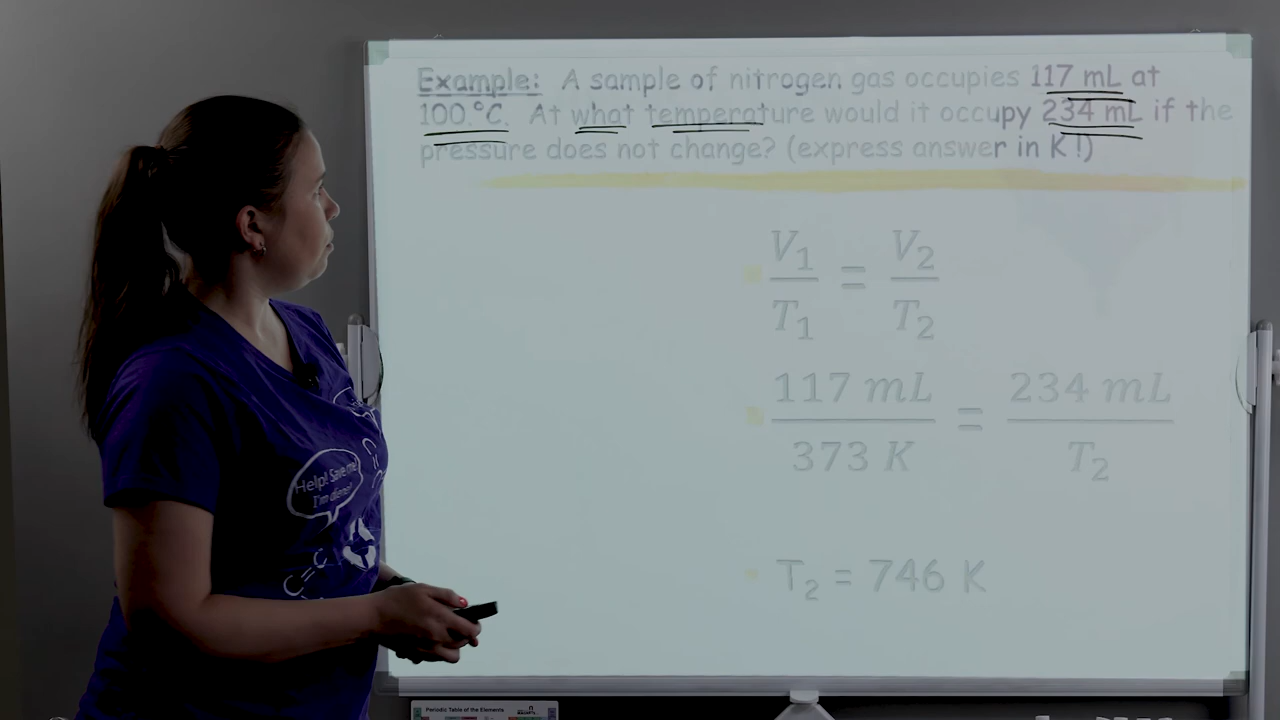 Example: A sample of nitrogen gas occupies 117 mL at
100.°C. At what temperature would it occupy 234 mL if the
pressure does not change? (express answer in K!)
V₁/T₁ = V₂/T₂
117 mL/373 K = 234 mL/T₂
T₂ = 746 K
Help! Save me!
I'm diene!
C=C
Periodic Table of the Elements